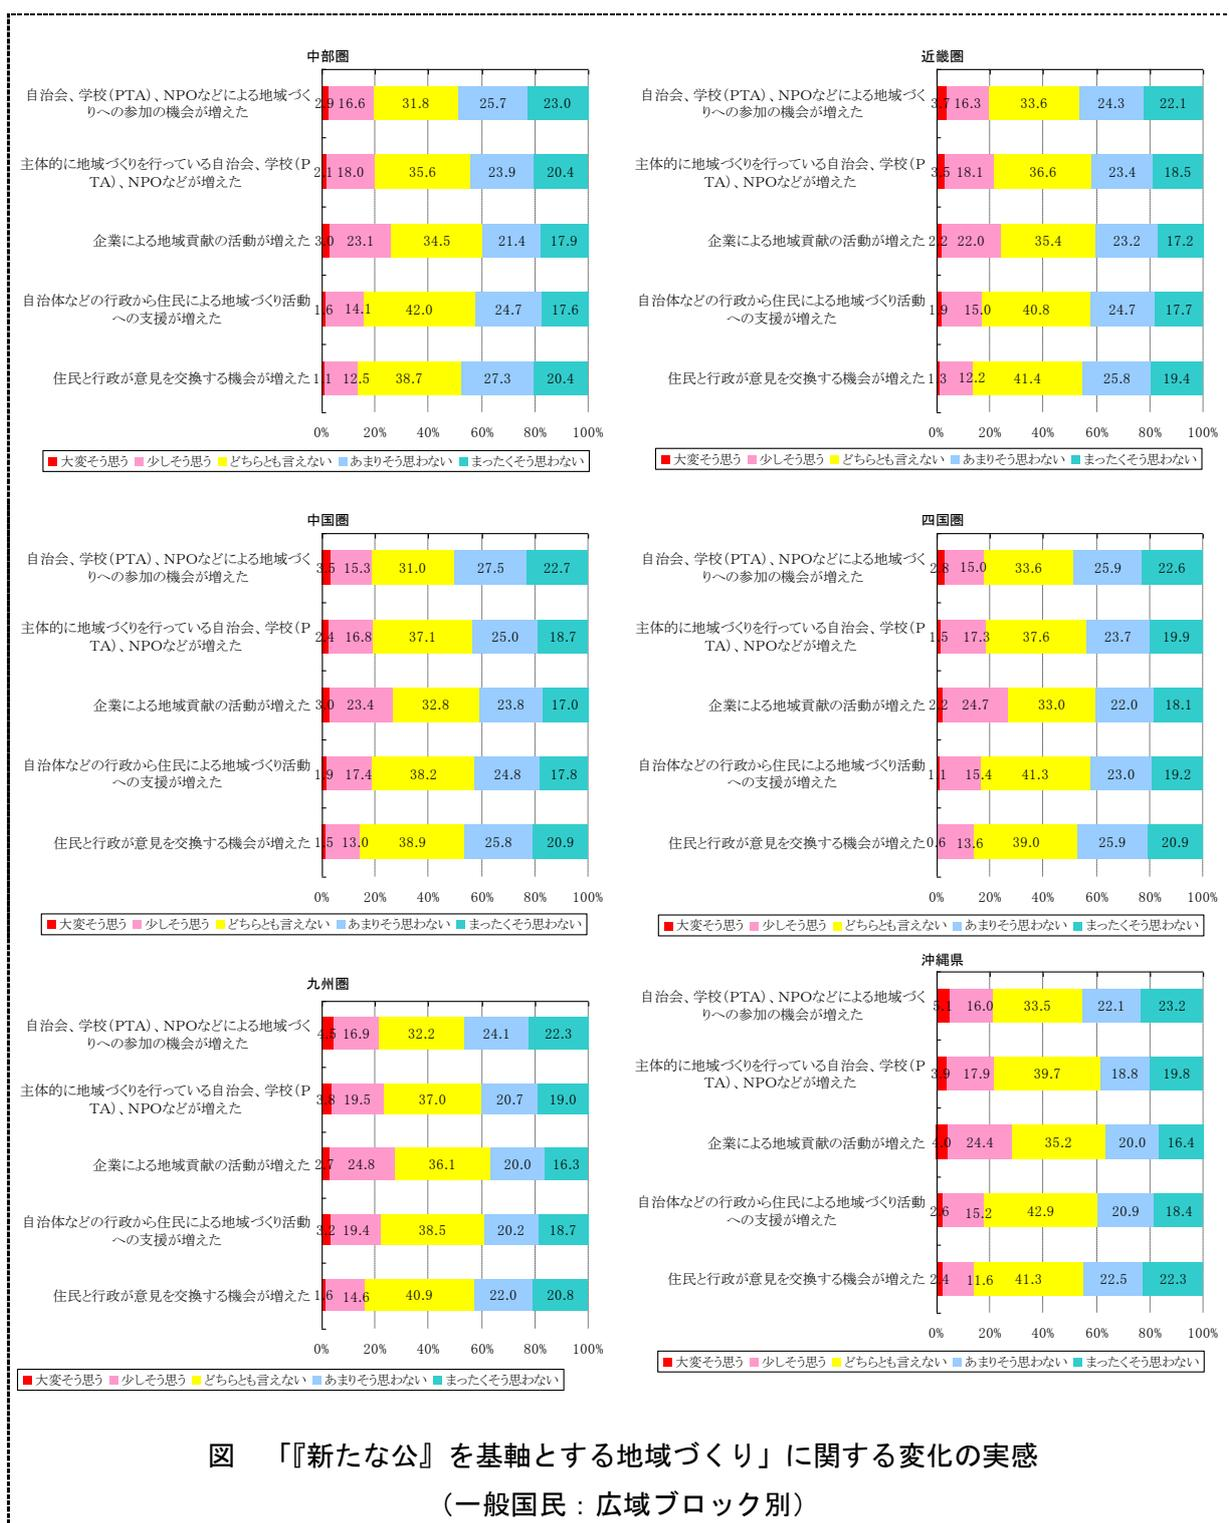 中部圏
自治会、学校(PTA)、NPOなどによる地域づく
りへの参加の機会が増えた
2.9 16.6 31.8 25.7 23.0
主体的に地域づくりを行っている自治会、学校(P
TA)、NPOなどが増えた
2.1 18.0 35.6 23.9 20.4
企業による地域貢献の活動が増えた
3.0 23.1 34.5 21.4 17.9
自治体などの行政から住民による地域づくり活動
への支援が増えた
1.6 14.1 42.0 24.7 17.6
住民と行政が意見を交換する機会が増えた
1.1 12.5 38.7 27.3 20.4
0% 20% 40% 60% 80% 100%
大変そう思う 少しそう思う どちらとも言えない あまりそう思わない まったくそう思わない
近畿圏
自治会、学校(PTA)、NPOなどによる地域づく
りへの参加の機会が増えた
3.7 16.3 33.6 24.3 22.1
主体的に地域づくりを行っている自治会、学校(P
TA)、NPOなどが増えた
3.5 18.1 36.6 23.4 18.5
企業による地域貢献の活動が増えた
2.2 22.0 35.4 23.2 17.2
自治体などの行政から住民による地域づくり活動
への支援が増えた
1.9 15.0 40.8 24.7 17.7
住民と行政が意見を交換する機会が増えた
1.3 12.2 41.4 25.8 19.4
0% 20% 40% 60% 80% 100%
大変そう思う 少しそう思う どちらとも言えない あまりそう思わない まったくそう思わない
中国圏
自治会、学校(PTA)、NPOなどによる地域づく
りへの参加の機会が増えた
3.5 15.3 31.0 27.5 22.7
主体的に地域づくりを行っている自治会、学校(P
TA)、NPOなどが増えた
2.4 16.8 37.1 25.0 18.7
企業による地域貢献の活動が増えた
3.0 23.4 32.8 23.8 17.0
自治体などの行政から住民による地域づくり活動
への支援が増えた
1.9 17.4 38.2 24.8 17.8
住民と行政が意見を交換する機会が増えた
1.5 13.0 38.9 25.8 20.9
0% 20% 40% 60% 80% 100%
大変そう思う 少しそう思う どちらとも言えない あまりそう思わない まったくそう思わない
四国圏
自治会、学校(PTA)、NPOなどによる地域づく
りへの参加の機会が増えた
2.8 15.0 33.6 25.9 22.6
主体的に地域づくりを行っている自治会、学校(P
TA)、NPOなどが増えた
1.5 17.3 37.6 23.7 19.9
企業による地域貢献の活動が増えた
2.2 24.7 33.0 22.0 18.1
自治体などの行政から住民による地域づくり活動
への支援が増えた
1.1 15.4 41.3 23.0 19.2
住民と行政が意見を交換する機会が増えた
0.6 13.6 39.0 25.9 20.9
0% 20% 40% 60% 80% 100%
大変そう思う 少しそう思う どちらとも言えない あまりそう思わない まったくそう思わない
九州圏
自治会、学校(PTA)、NPOなどによる地域づく
りへの参加の機会が増えた
4.5 16.9 32.2 24.1 22.3
主体的に地域づくりを行っている自治会、学校(P
TA)、NPOなどが増えた
3.8 19.5 37.0 20.7 19.0
企業による地域貢献の活動が増えた
2.7 24.8 36.1 20.0 16.3
自治体などの行政から住民による地域づくり活動
への支援が増えた
3.2 19.4 38.5 20.2 18.7
住民と行政が意見を交換する機会が増えた
1.6 14.6 40.9 22.0 20.8
0% 20% 40% 60% 80% 100%
大変そう思う 少しそう思う どちらとも言えない あまりそう思わない まったくそう思わない
沖縄県
自治会、学校(PTA)、NPOなどによる地域づく
りへの参加の機会が増えた
5.1 16.0 33.5 22.1 23.2
主体的に地域づくりを行っている自治会、学校(P
TA)、NPOなどが増えた
3.9 17.9 39.7 18.8 19.8
企業による地域貢献の活動が増えた
4.0 24.4 35.2 20.0 16.4
自治体などの行政から住民による地域づくり活動
への支援が増えた
2.6 15.2 42.9 20.9 18.4
住民と行政が意見を交換する機会が増えた
2.4 11.6 41.3 22.5 22.3
0% 20% 40% 60% 80% 100%
大変そう思う 少しそう思う どちらとも言えない あまりそう思わない まったくそう思わない
図 「『新たな公』を基軸とする地域づくり」に関する変化の実感
（一般国民：広域ブロック別）